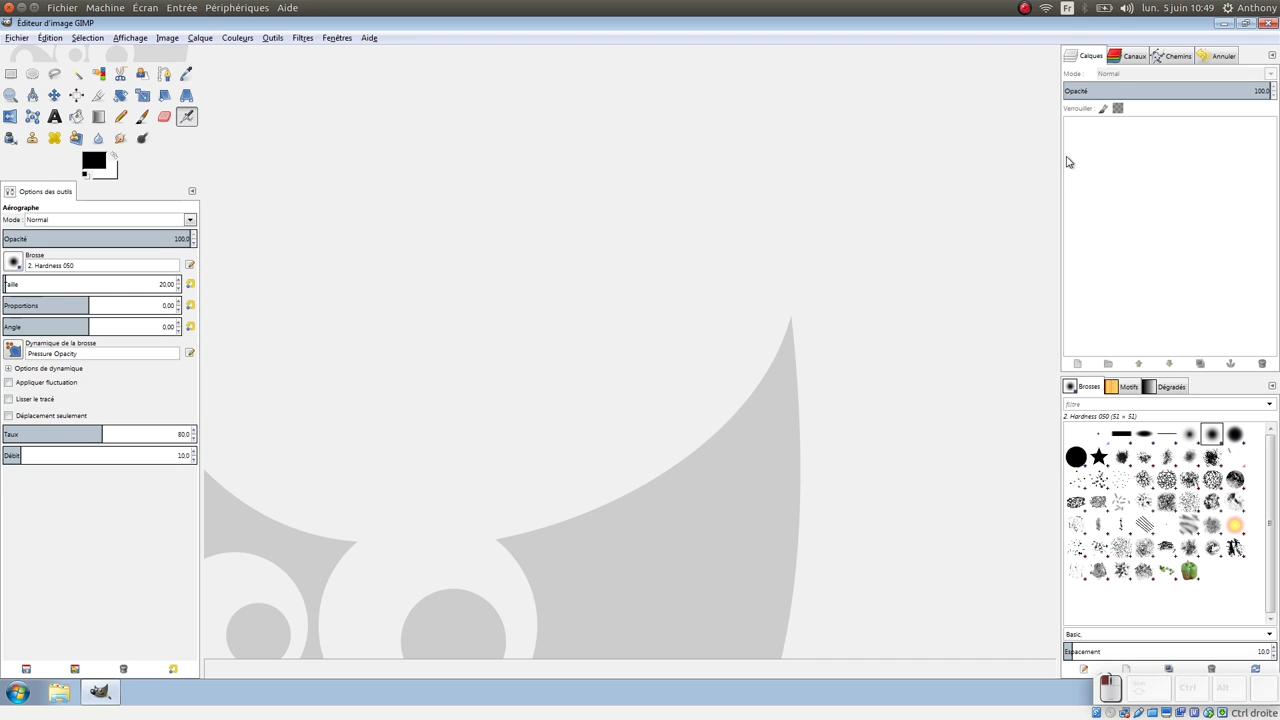 Fichier Machine Écran Entrée Périphériques Aide
Fr lun. 5 juin 10:49 Anthony
Éditeur d'image GIMP
Fichier Édition Sélection Affichage Image Calque Couleurs Outils Filtres Fenêtres Aide
Options des outils
Aérographe
Mode : Normal
Opacité 100,0
Brosse
2. Hardness 050
Taille 20,00
Proportions 0,00
Angle 0,00
Dynamique de la brosse
Pressure Opacity
Options de dynamique
Appliquer fluctuation
Lisser le tracé
Déplacement seulement
Taux 80,0
Débit 10,0
Calques Canaux Chemins Annuler
Mode : Normal
Opacité 100,0
Verrouiller :
Brosses Motifs Dégradés
filtre
2. Hardness 050 (51 × 51)
Basic,
Espacement 10,0
Ctrl Alt
Ctrl droite